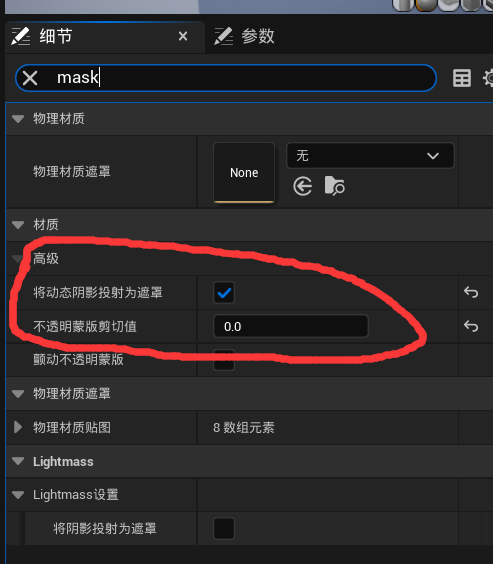 细节
参数
mask
物理材质
物理材质遮罩
None
无
材质
高级
将动态阴影投射为遮罩
不透明蒙版剪切值
0.0
颤动不透明蒙版
物理材质遮罩
物理材质贴图
8 数组元素
Lightmass
Lightmass设置
将阴影投射为遮罩